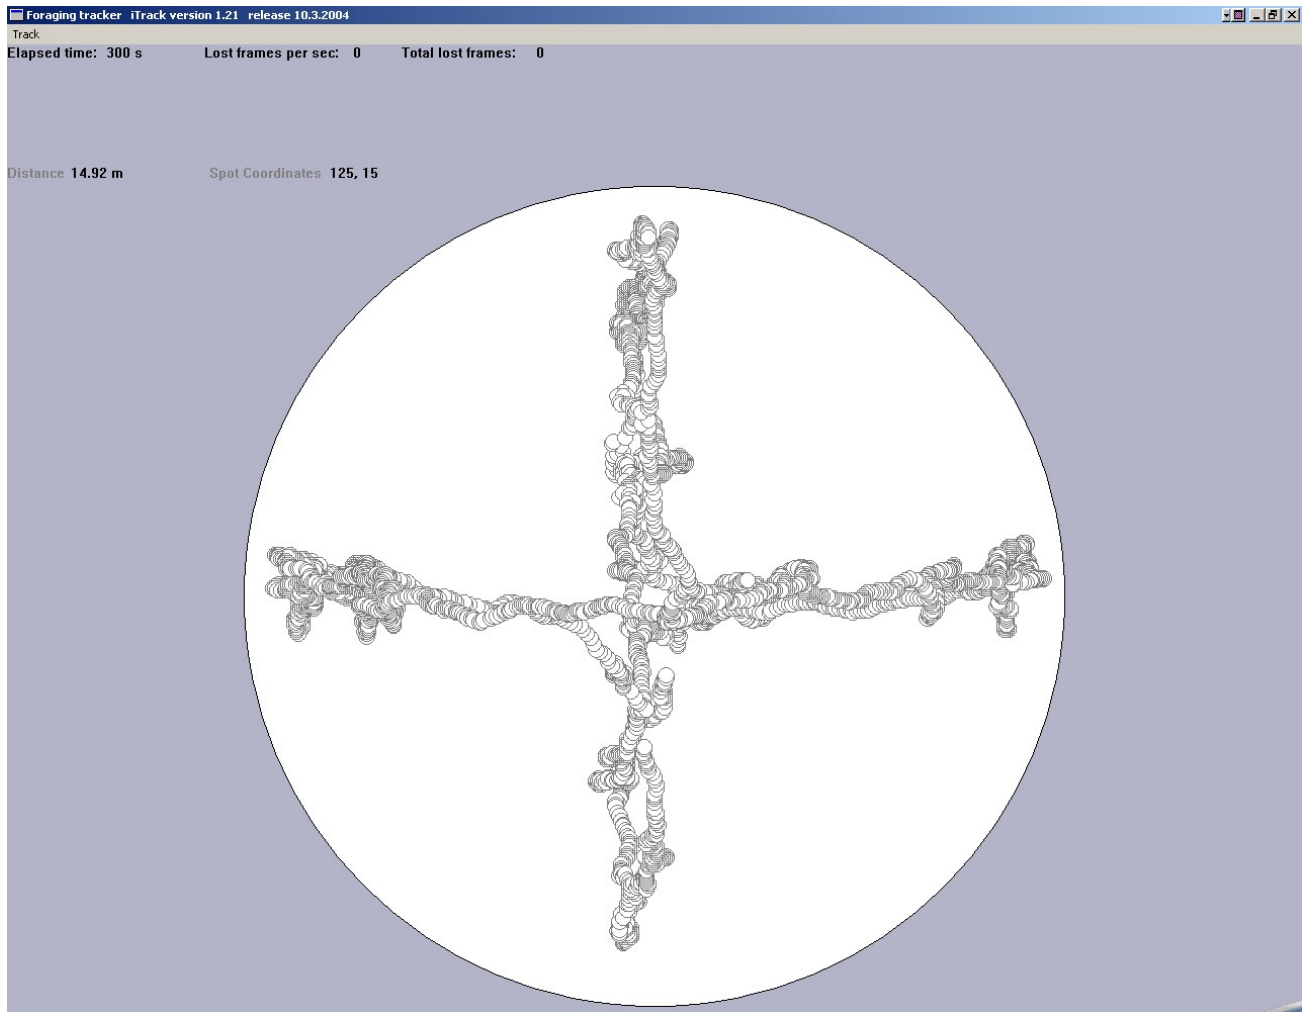 Foraging tracker iTrack version 1.21 release 10.3.2004
Track
Elapsed time: 300 s Lost frames per sec: 0 Total lost frames: 0
Distance 14.92 m Spot Coordinates 125, 15